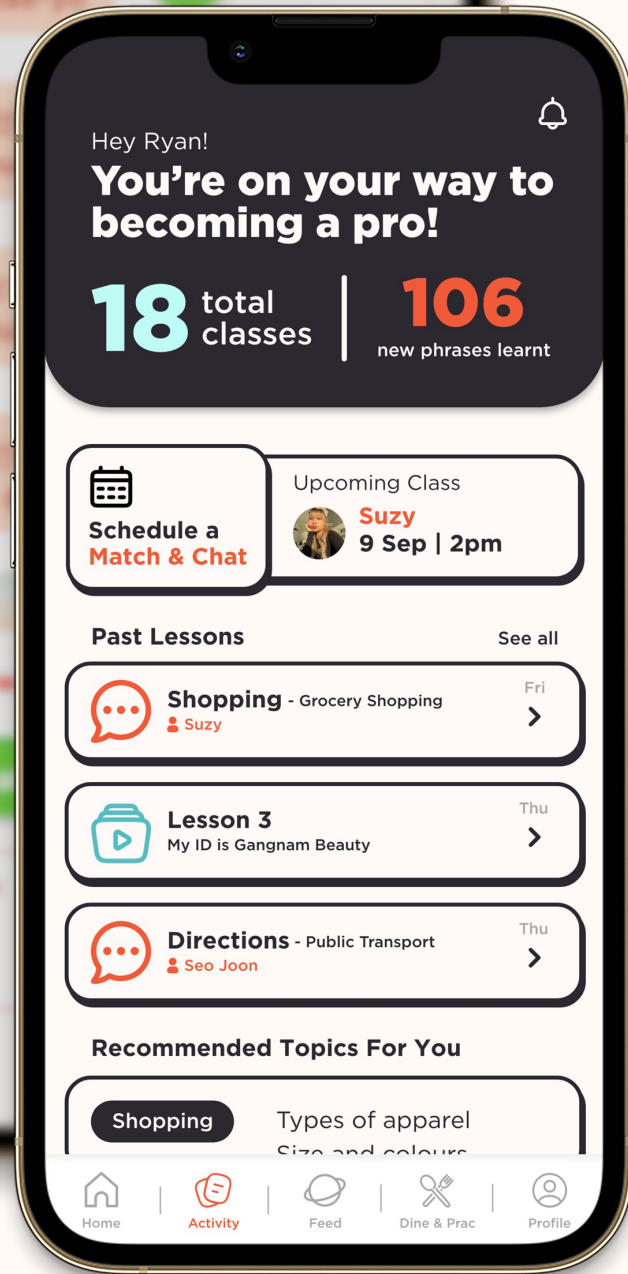 Hey Ryan!
You're on your way to
becoming a pro!
18 total
classes
106
new phrases learnt
Schedule a
Match & Chat
Upcoming Class
Suzy
9 Sep | 2pm
Past Lessons
See all
Shopping - Grocery Shopping
Suzy
Fri
Lesson 3
My ID is Gangnam Beauty
Thu
Directions - Public Transport
Seo Joon
Thu
Recommended Topics For You
Shopping
Types of apparel
Size and colours
Home
Activity
Feed
Dine & Prac
Profile